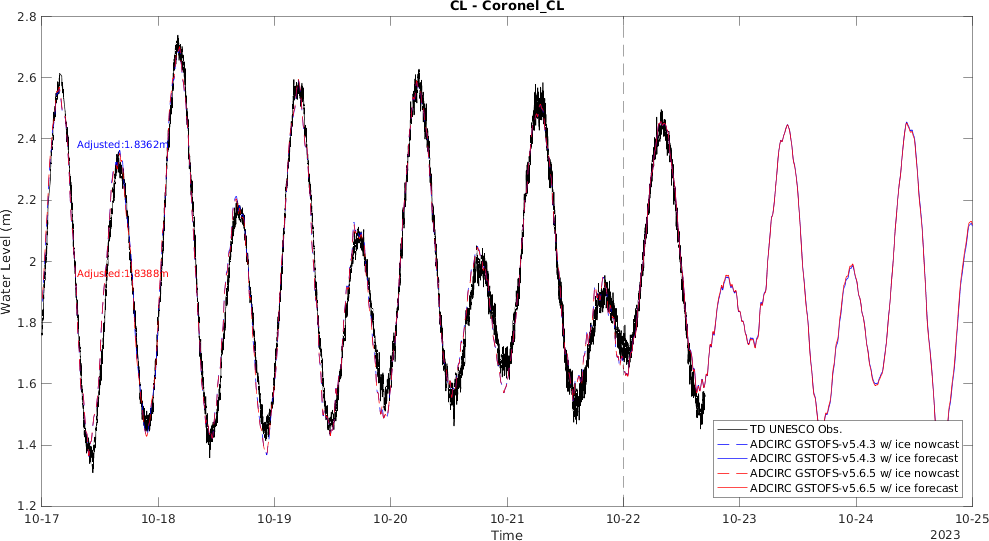 CL - Coronel_CL
2.8
2.6
2.4
2.2
2
1.8
1.6
1.4
1.2
Water Level (m)
Adjusted:1.8362m
Adjusted:1.8388m
TD UNESCO Obs.
ADCIRC GSTOFS-v5.4.3 w/ ice nowcast
ADCIRC GSTOFS-v5.4.3 w/ ice forecast
ADCIRC GSTOFS-v5.6.5 w/ ice nowcast
ADCIRC GSTOFS-v5.6.5 w/ ice forecast
10-17 10-18 10-19 10-20 10-21 10-22 10-23 10-24 10-25
Time
2023